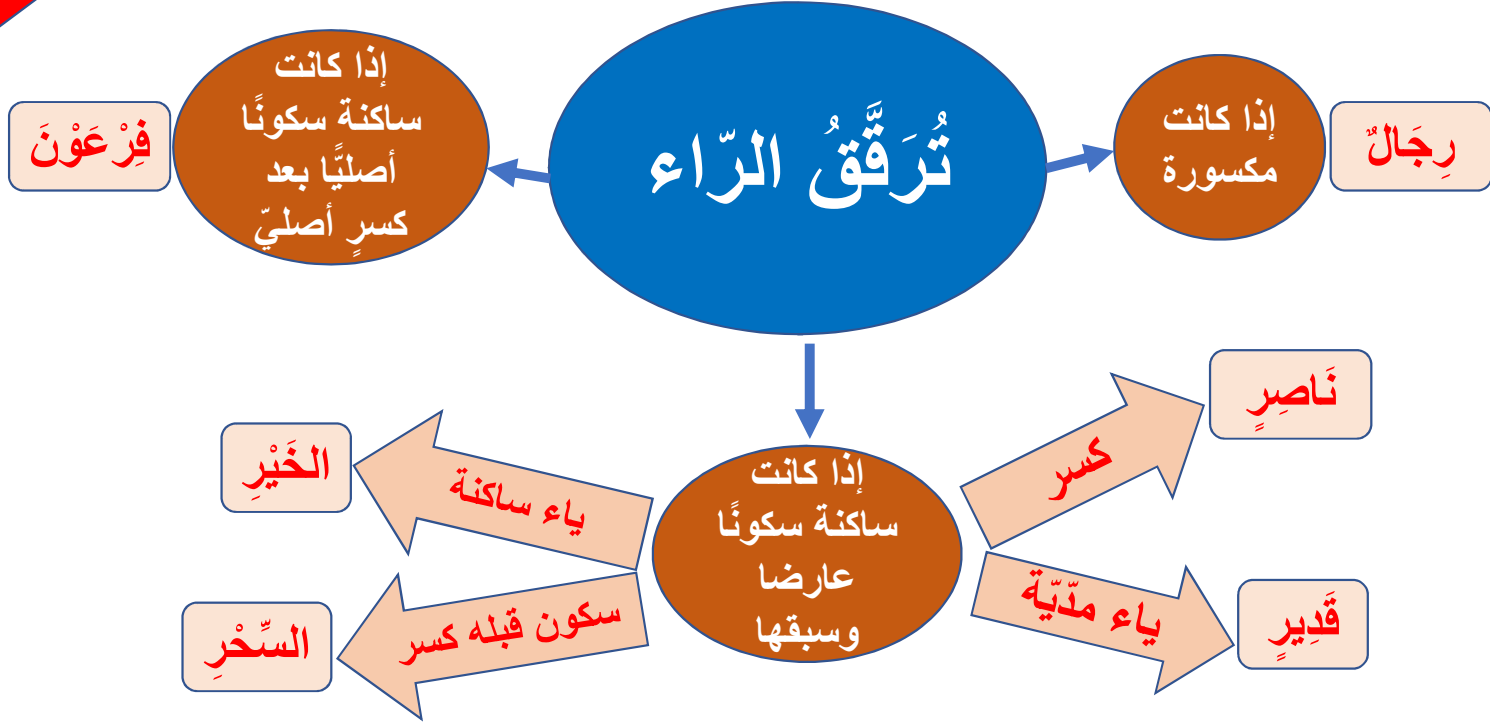 تُرَقَّقُ الرّاء
إذا كانت
مكسورة
رِجَالٌ
إذا كانت
ساكنة سكونًا
أصليًّا بعد
كسرٍ أصليّ
فِرْعَوْنَ
إذا كانت
ساكنة سكونًا
عارضا
وسبقها
كسر
نَاصِرٍ
ياء مدّيّة
قَدِيرٍ
ياء ساكنة
الخَيْرِ
سكون قبله كسر
السِّحْرِ